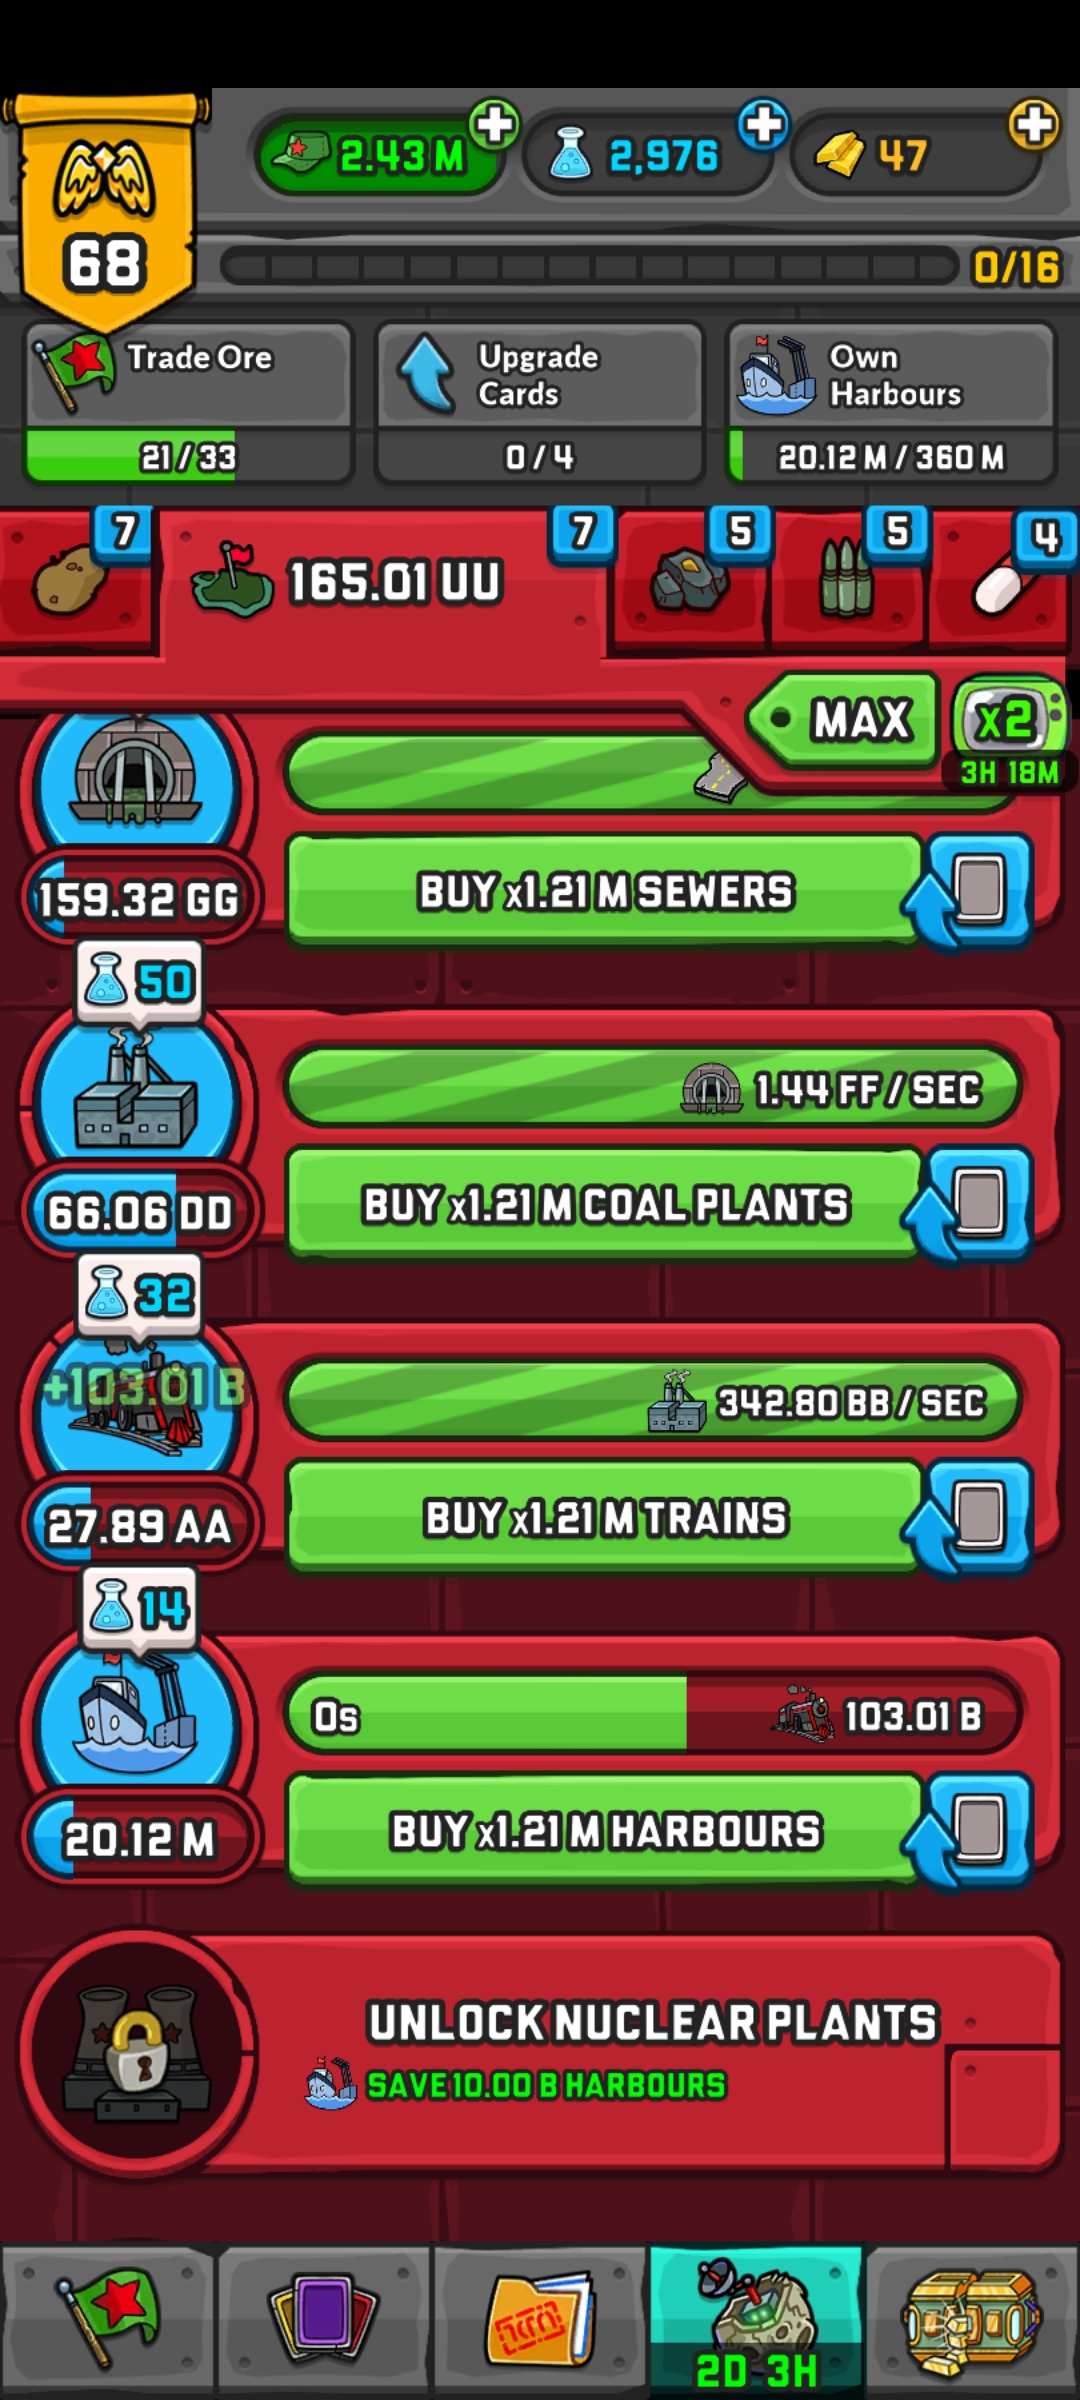 2.43 M
2,976
47
68
0/16
Trade Ore
21 / 33
Upgrade
Cards
0 / 4
Own
Harbours
20.12 M / 360 M
7
165.01 UU
7
5
5
4
MAX
x2
3H 18M
159.32 GG
BUY x1.21 M SEWERS
50
1.44 FF / SEC
66.06 DD
BUY x1.21 M COAL PLANTS
32
+103.01 B
342.80 BB / SEC
27.89 AA
BUY x1.21 M TRAINS
14
0s
103.01 B
20.12 M
BUY x1.21 M HARBOURS
UNLOCK NUCLEAR PLANTS
SAVE 10.00 B HARBOURS
2D 3H